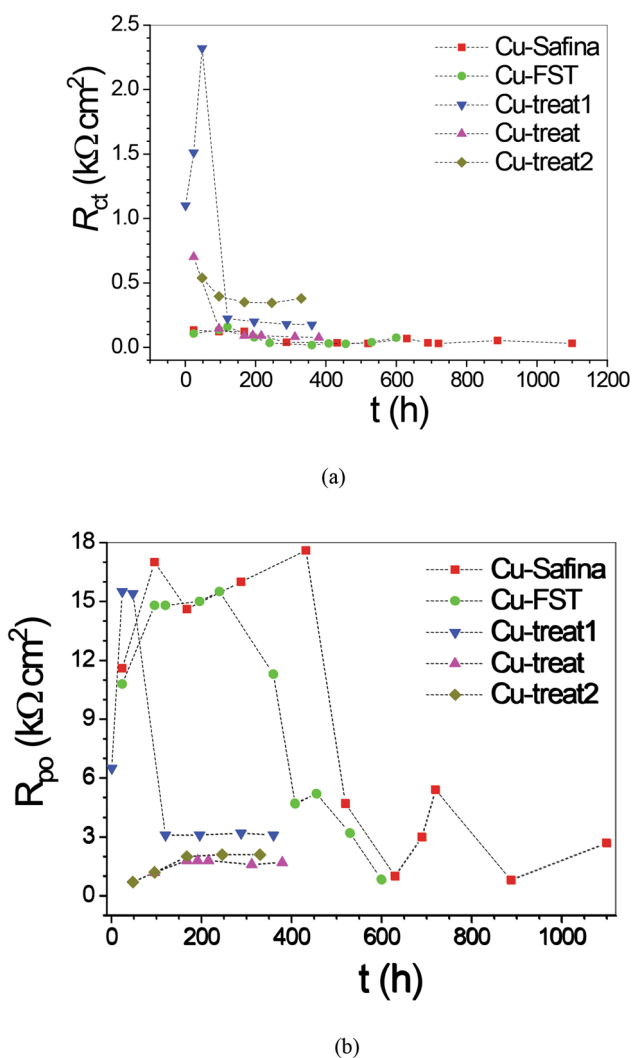 2.5
2.0
1.5
1.0
0.5
0.0
R_ct (kΩ cm²)
Cu-Safina
Cu-FST
Cu-treat1
Cu-treat
Cu-treat2
0 200 400 600 800 1000 1200
t (h)
(a)
18
15
12
9
6
3
0
R_po (kΩ cm²)
Cu-Safina
Cu-FST
Cu-treat1
Cu-treat
Cu-treat2
0 200 400 600 800 1000
t (h)
(b)